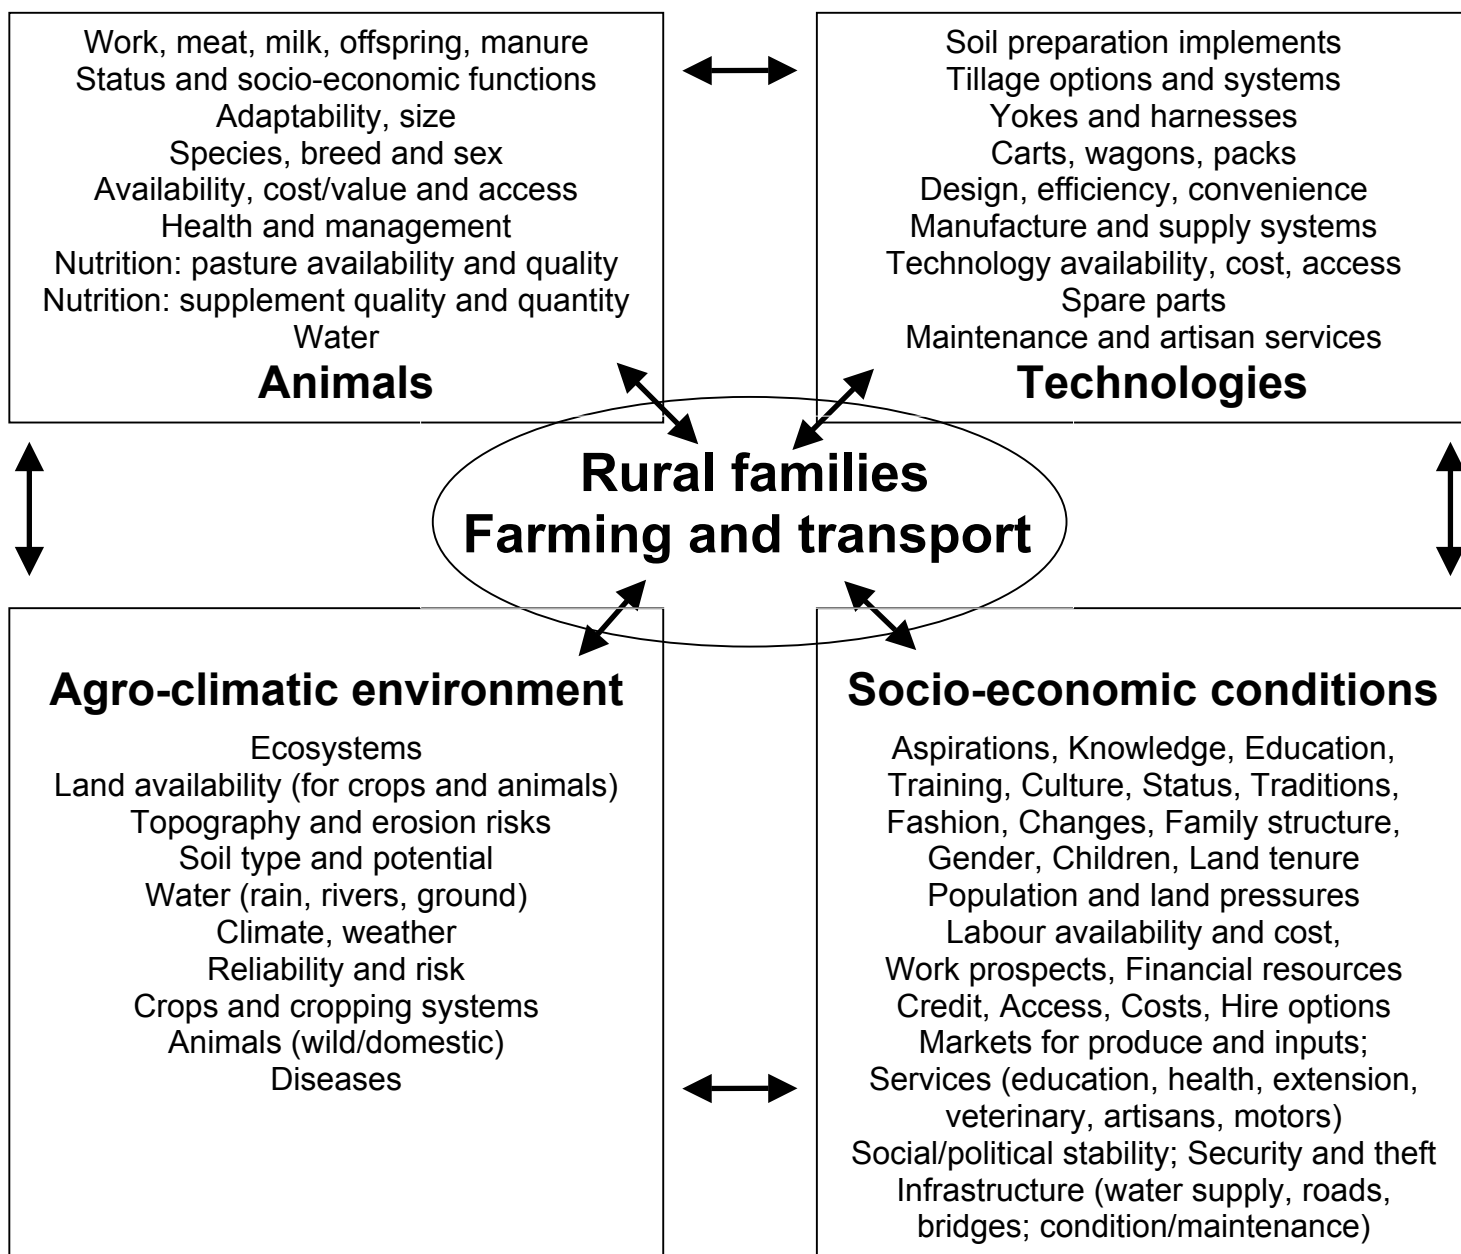 Work, meat, milk, offspring, manure
Status and socio-economic functions
Adaptability, size
Species, breed and sex
Availability, cost/value and access
Health and management
Nutrition: pasture availability and quality
Nutrition: supplement quality and quantity
Water
Animals
Soil preparation implements
Tillage options and systems
Yokes and harnesses
Carts, wagons, packs
Design, efficiency, convenience
Manufacture and supply systems
Technology availability, cost, access
Spare parts
Maintenance and artisan services
Technologies
Rural families
Farming and transport
Agro-climatic environment
Ecosystems
Land availability (for crops and animals)
Topography and erosion risks
Soil type and potential
Water (rain, rivers, ground)
Climate, weather
Reliability and risk
Crops and cropping systems
Animals (wild/domestic)
Diseases
Socio-economic conditions
Aspirations, Knowledge, Education,
Training, Culture, Status, Traditions,
Fashion, Changes, Family structure,
Gender, Children, Land tenure
Population and land pressures
Labour availability and cost,
Work prospects, Financial resources
Credit, Access, Costs, Hire options
Markets for produce and inputs;
Services (education, health, extension,
veterinary, artisans, motors)
Social/political stability; Security and theft
Infrastructure (water supply, roads,
bridges; condition/maintenance)